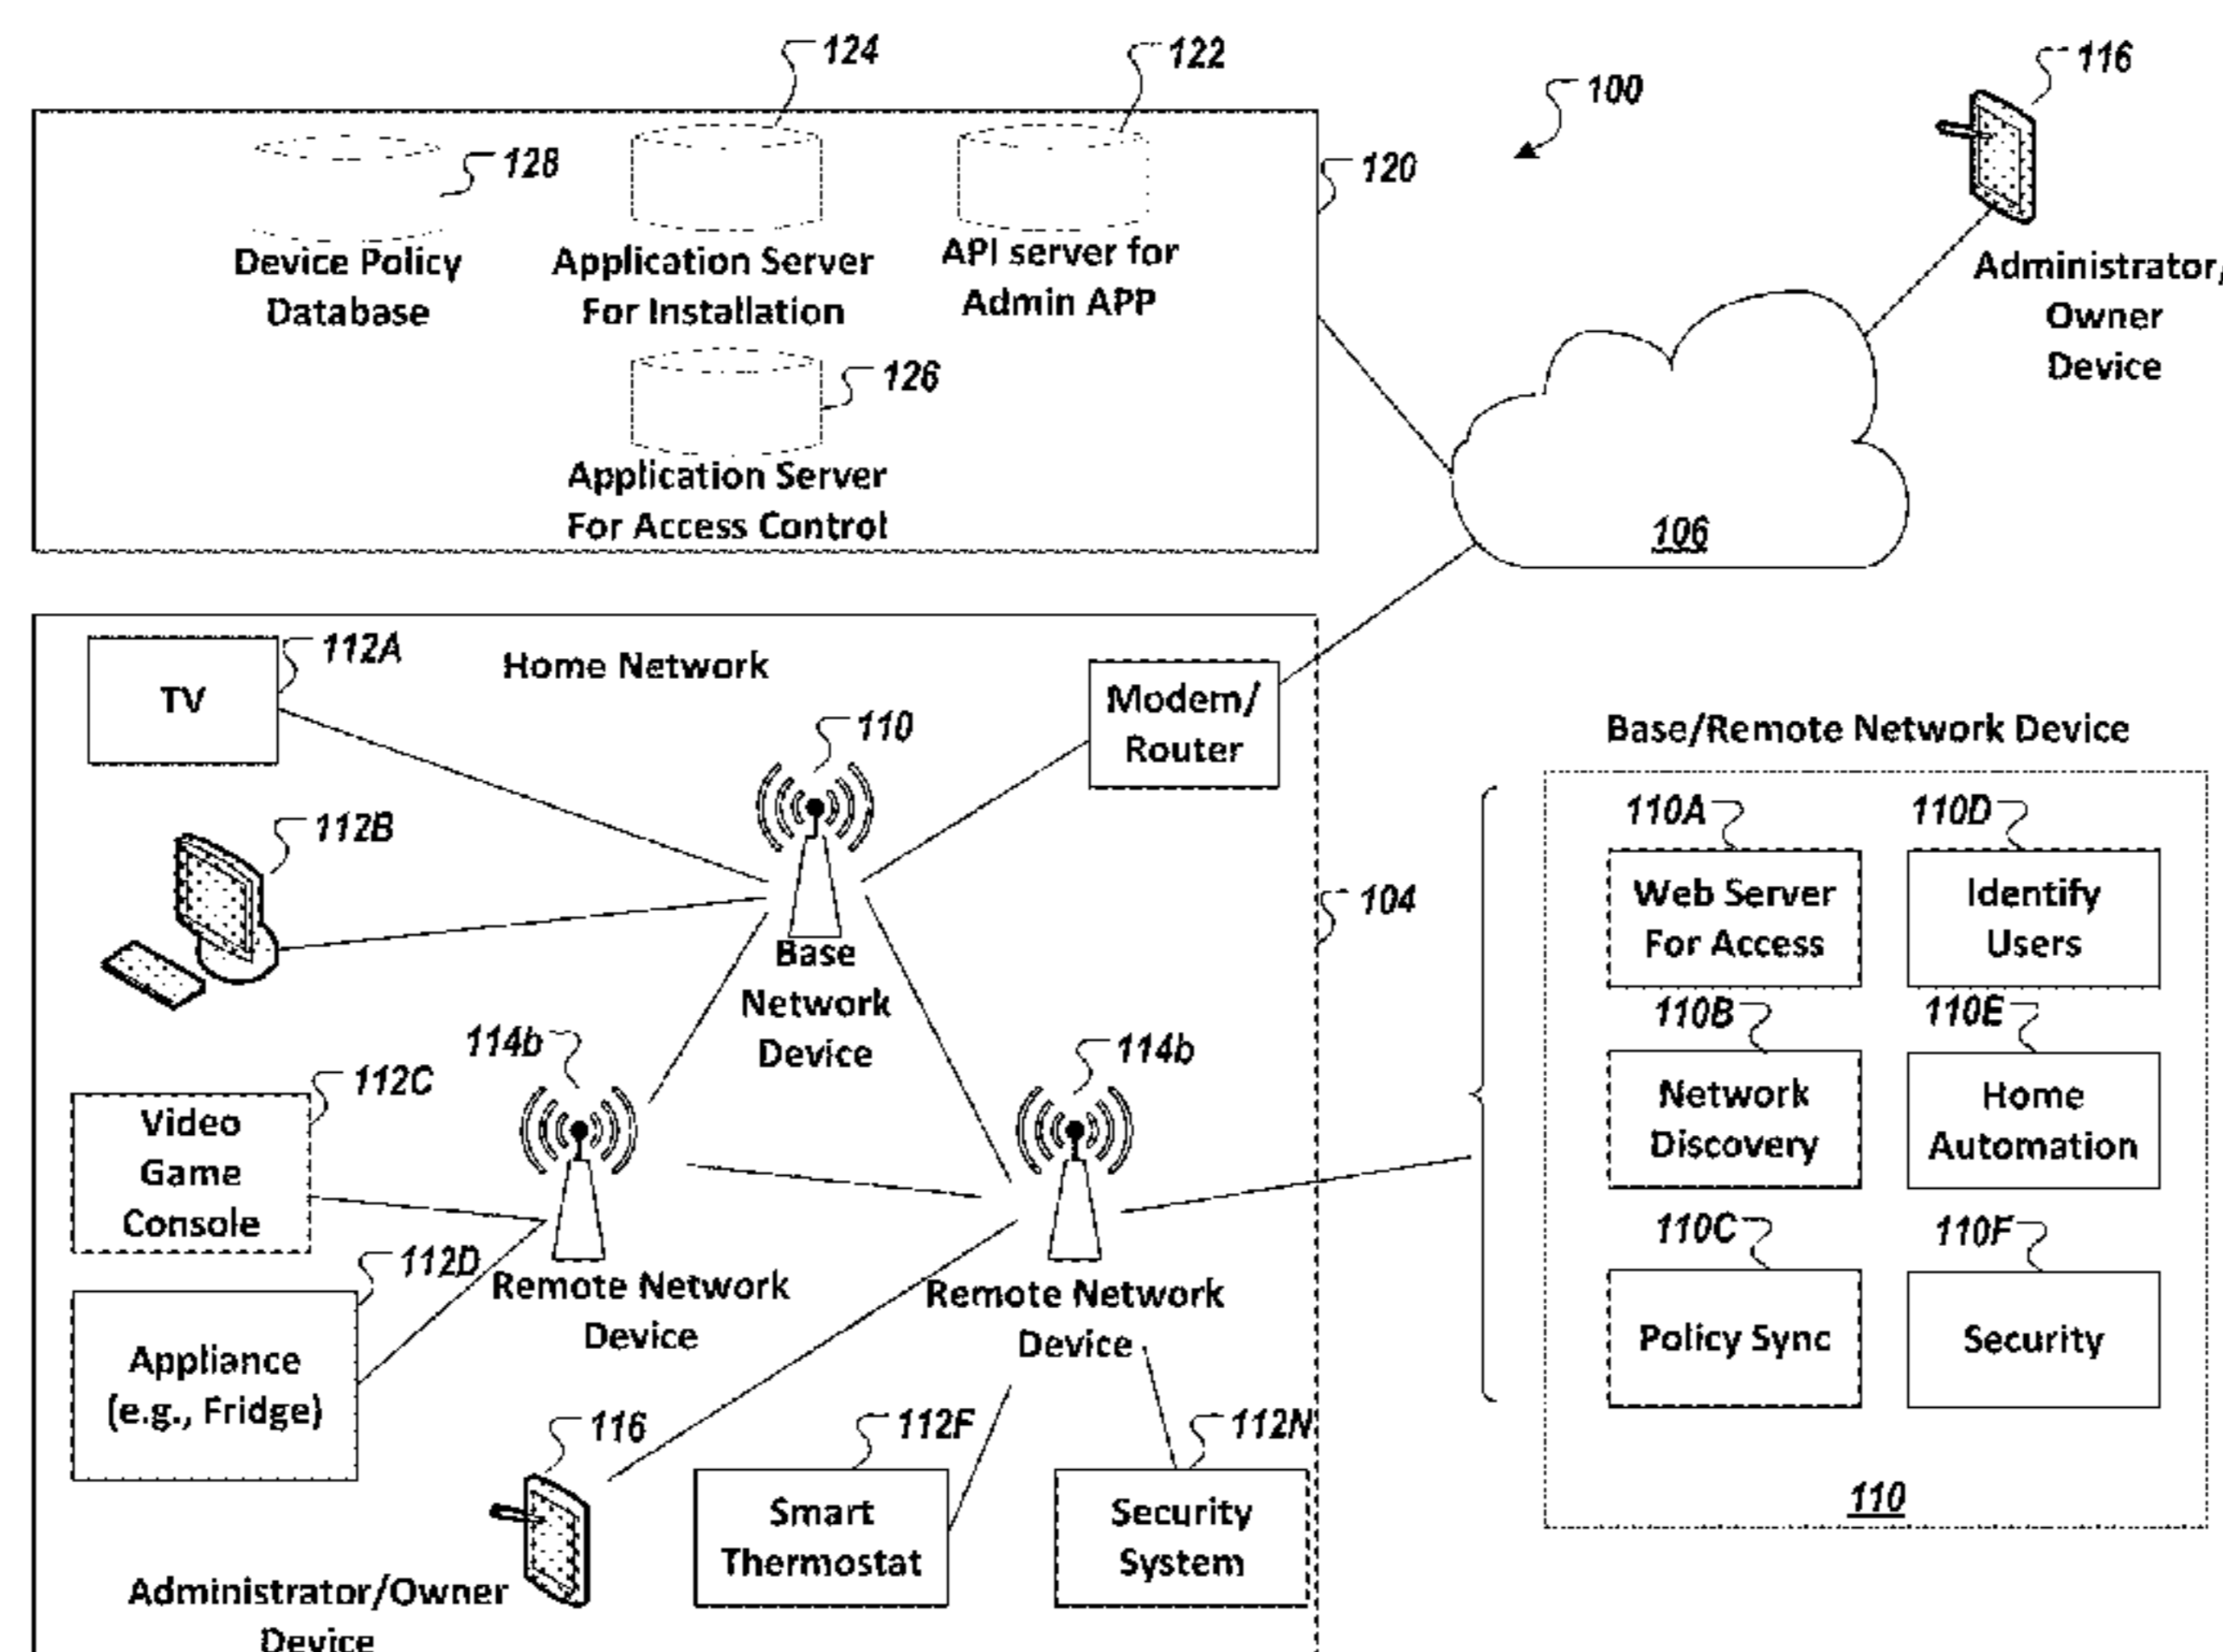 124
122
100
116
128
120
Device Policy
Database
Application Server
For Installation
API server for
Admin APP
Administrator/
Owner
Device
126
Application Server
For Access Control
106
112A
TV
Home Network
Modem/
Router
110
Base/Remote Network Device
112B
104
Base
Network
Device
110A
Web Server
For Access
110D
Identify
Users
110B
Network
Discovery
110E
Home
Automation
110C
Policy Sync
110F
Security
110
114b
114b
112C
Video
Game
Console
112D
Remote Network
Device
Remote Network
Device
Appliance
(e.g., Fridge)
116
112F
112N
Smart
Thermostat
Security
System
Administrator/Owner
Device